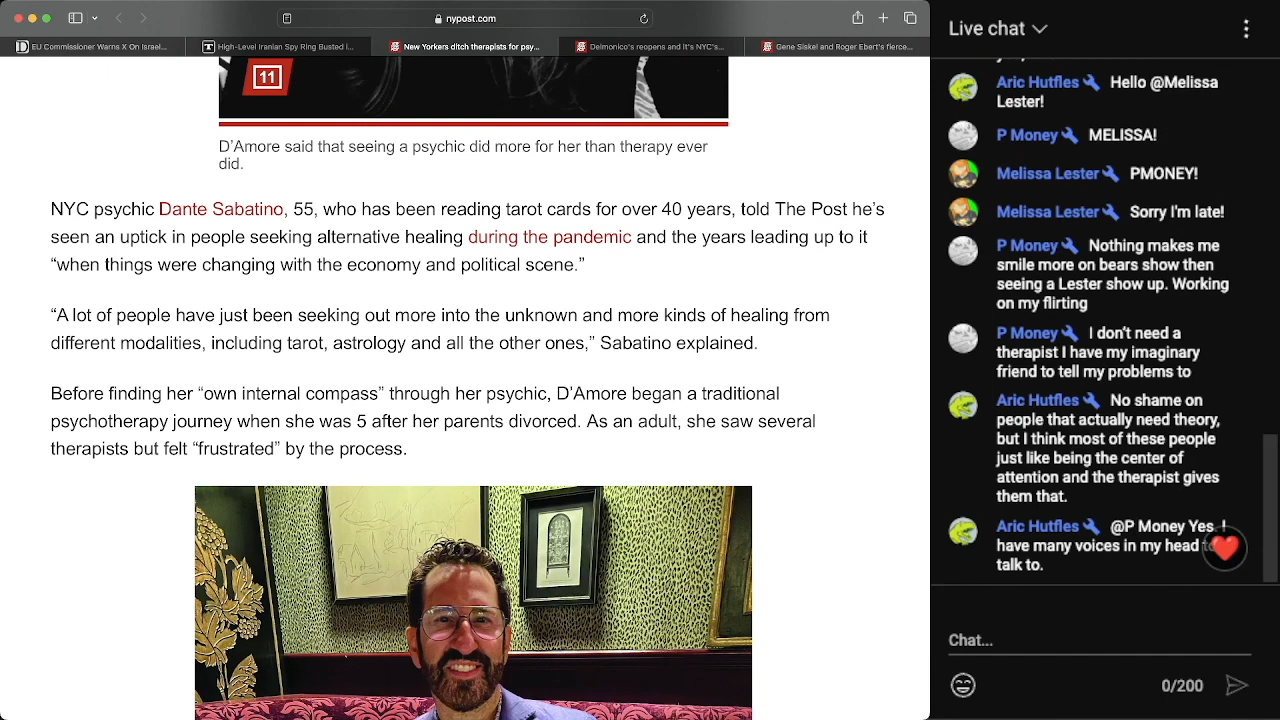 nypost.com
EU Commissioner Warns X On Israel...
High-Level Iranian Spy Ring Busted i...
New Yorkers ditch therapists for psy...
Delmonico's reopens and it's NYC's...
Gene Siskel and Roger Ebert's fierce...
11
D’Amore said that seeing a psychic did more for her than therapy ever
did.
NYC psychic Dante Sabatino, 55, who has been reading tarot cards for over 40 years, told The Post he’s
seen an uptick in people seeking alternative healing during the pandemic and the years leading up to it
“when things were changing with the economy and political scene.”
“A lot of people have just been seeking out more into the unknown and more kinds of healing from
different modalities, including tarot, astrology and all the other ones,” Sabatino explained.
Before finding her “own internal compass” through her psychic, D’Amore began a traditional
psychotherapy journey when she was 5 after her parents divorced. As an adult, she saw several
therapists but felt “frustrated” by the process.
Live chat
Aric Hutfles Hello @Melissa
Lester!
P Money MELISSA!
Melissa Lester PMONEY!
Melissa Lester Sorry I'm late!
P Money Nothing makes me
smile more on bears show then
seeing a Lester show up. Working
on my flirting
P Money I don't need a
therapist I have my imaginary
friend to tell my problems to
Aric Hutfles No shame on
people that actually need theory,
but I think most of these people
just like being the center of
attention and the therapist gives
them that.
Aric Hutfles @P Money Yes I
have many voices in my head
talk to.
Chat...
0/200